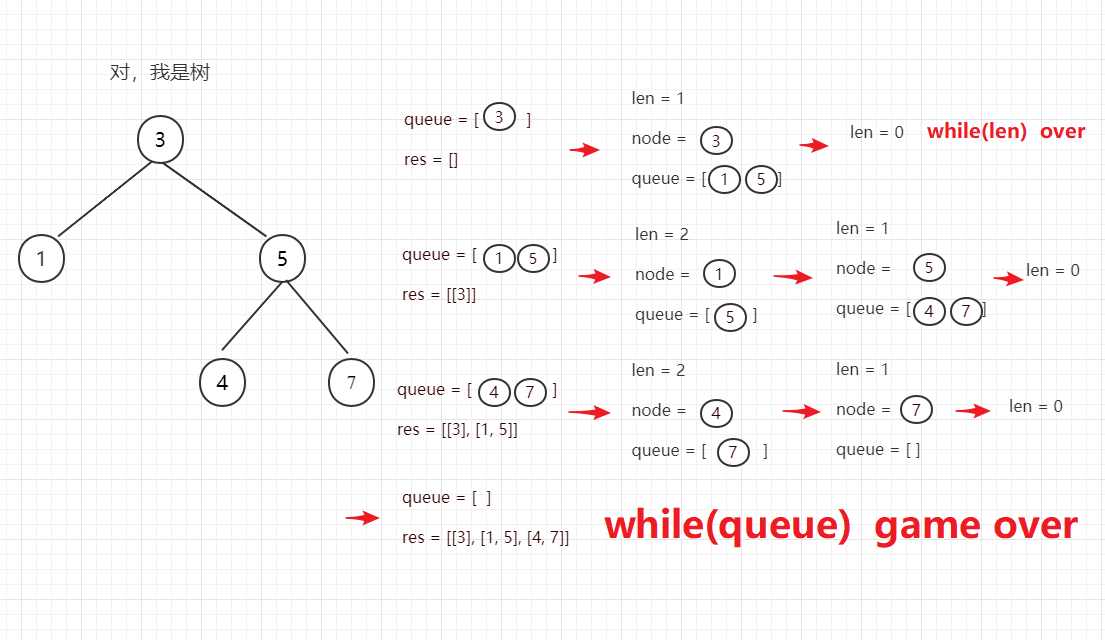 对，我是树
3
1
5
4
7
queue = [ 3 ]
res = []
len = 1
node = 3
queue = [ 1 5 ]
len = 0 while(len) over
queue = [ 1 5 ]
res = [[3]]
len = 2
node = 1
queue = [ 5 ]
len = 1
node = 5
queue = [ 4 7 ]
len = 0
queue = [ 4 7 ]
res = [[3], [1, 5]]
len = 2
node = 4
queue = [ 7 ]
len = 1
node = 7
queue = [ ]
len = 0
queue = [ ]
res = [[3], [1, 5], [4, 7]]
while(queue) game over